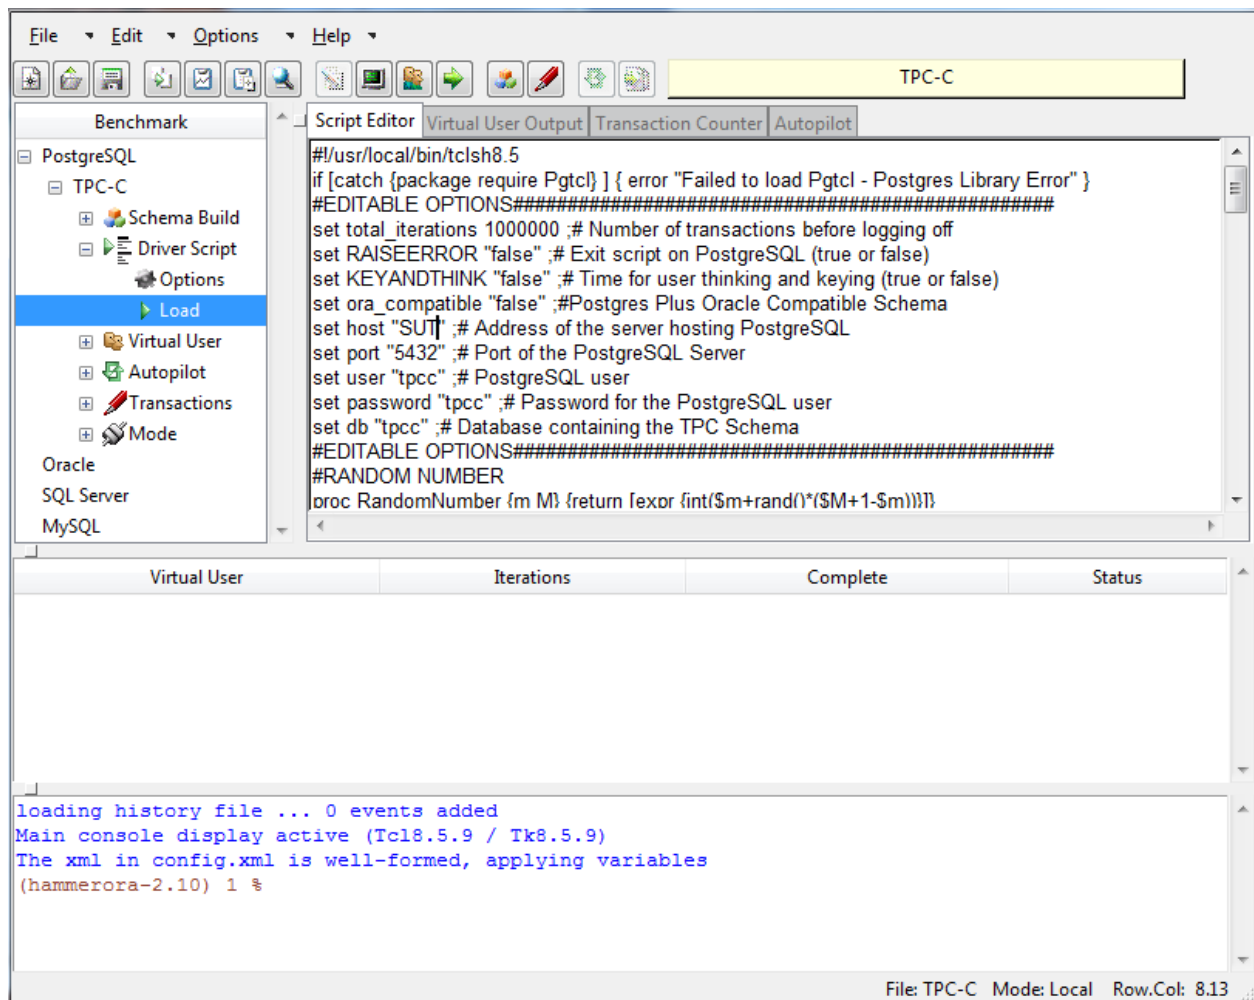 File Edit Options Help
TPC-C
Benchmark
Script Editor Virtual User Output Transaction Counter Autopilot
PostgreSQL
TPC-C
Schema Build
Driver Script
Options
Load
Virtual User
Autopilot
Transactions
Mode
Oracle
SQL Server
MySQL
#!/usr/local/bin/tclsh8.5
if [catch {package require Pgtcl} ] { error "Failed to load Pgtcl - Postgres Library Error" }
#EDITABLE OPTIONS##################################################
set total_iterations 1000000 ;# Number of transactions before logging off
set RAISEERROR "false" ;# Exit script on PostgreSQL (true or false)
set KEYANDTHINK "false" ;# Time for user thinking and keying (true or false)
set ora_compatible "false" ;#Postgres Plus Oracle Compatible Schema
set host "SUT" ;# Address of the server hosting PostgreSQL
set port "5432" ;# Port of the PostgreSQL Server
set user "tpcc" ;# PostgreSQL user
set password "tpcc" ;# Password for the PostgreSQL user
set db "tpcc" ;# Database containing the TPC Schema
#EDITABLE OPTIONS##################################################
#RANDOM NUMBER
proc RandomNumber {m M} {return [expr {int($m+rand()*($M+1-$m))}]}
Virtual User Iterations Complete Status
loading history file ... 0 events added
Main console display active (Tcl8.5.9 / Tk8.5.9)
The xml in config.xml is well-formed, applying variables
(hammerora-2.10) 1 %
File: TPC-C Mode: Local Row.Col: 8.13